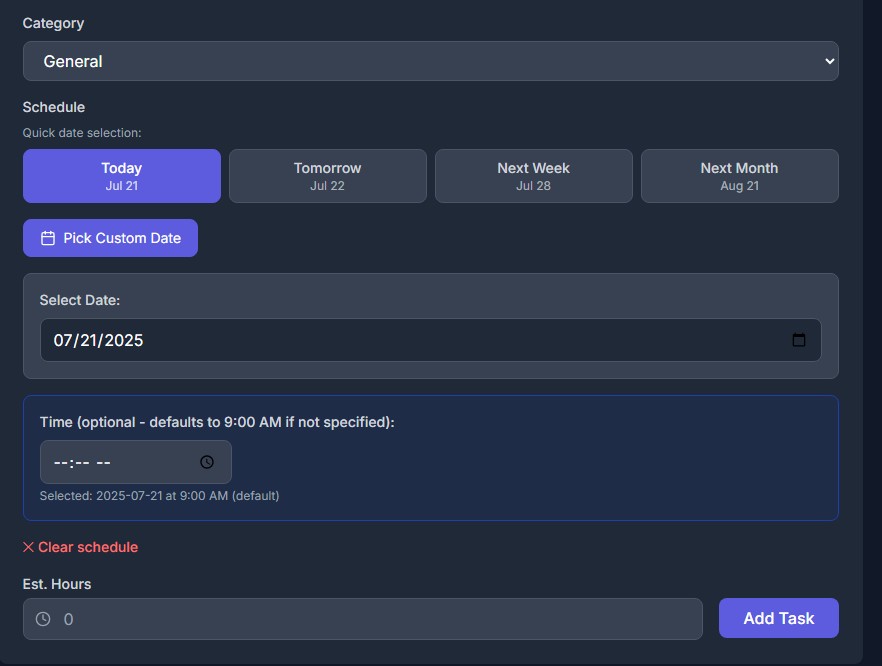 Category
General
Schedule
Quick date selection:
Today
Jul 21
Tomorrow
Jul 22
Next Week
Jul 28
Next Month
Aug 21
Pick Custom Date
Select Date:
07/21/2025
Time (optional - defaults to 9:00 AM if not specified):
--:-- --
Selected: 2025-07-21 at 9:00 AM (default)
Clear schedule
Est. Hours
0
Add Task